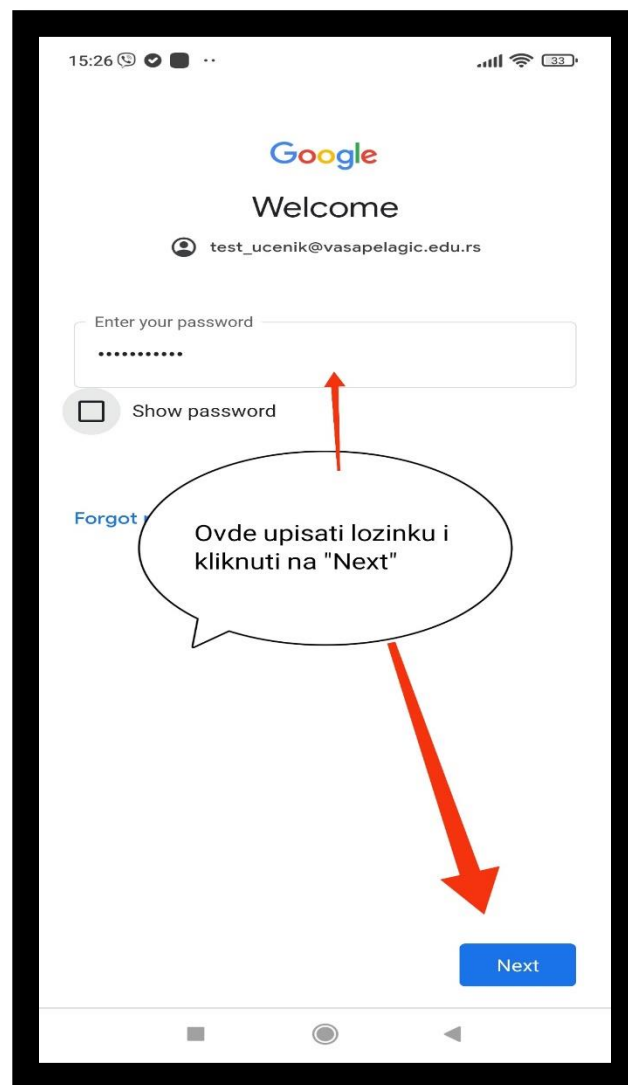 15:26
33
Google
Welcome
test_ucenik@vasapelagic.edu.rs
Enter your password
•••••••••••
Show password
Forgot
Ovde upisati lozinku i
kliknuti na "Next"
Next